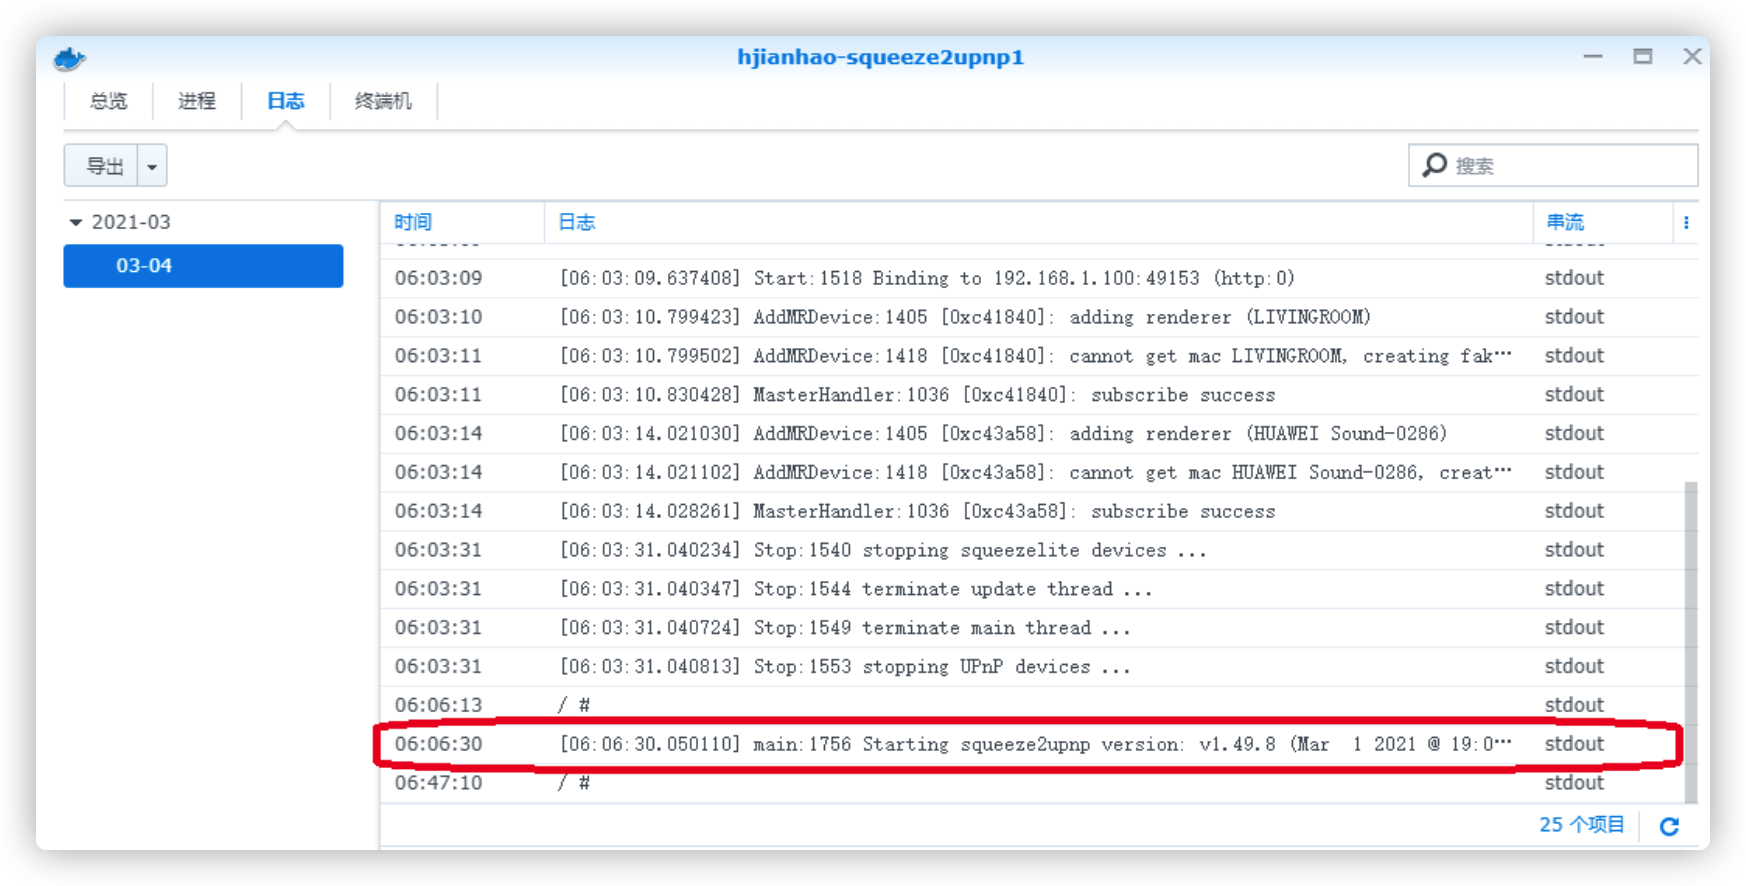 hjianhao-squeeze2upnp1
总览 进程 日志 终端机
导出 搜索
2021-03
03-04
时间 日志 串流
06:03:09 [06:03:09.637408] Start:1518 Binding to 192.168.1.100:49153 (http:0) stdout
06:03:10 [06:03:10.799423] AddMRDevice:1405 [0xc41840]: adding renderer (LIVINGROOM) stdout
06:03:11 [06:03:10.799502] AddMRDevice:1418 [0xc41840]: cannot get mac LIVINGROOM, creating fak··· stdout
06:03:11 [06:03:10.830428] MasterHandler:1036 [0xc41840]: subscribe success stdout
06:03:14 [06:03:14.021030] AddMRDevice:1405 [0xc43a58]: adding renderer (HUAWEI Sound-0286) stdout
06:03:14 [06:03:14.021102] AddMRDevice:1418 [0xc43a58]: cannot get mac HUAWEI Sound-0286, creat··· stdout
06:03:14 [06:03:14.028261] MasterHandler:1036 [0xc43a58]: subscribe success stdout
06:03:31 [06:03:31.040234] Stop:1540 stopping squeezelite devices ... stdout
06:03:31 [06:03:31.040347] Stop:1544 terminate update thread ... stdout
06:03:31 [06:03:31.040724] Stop:1549 terminate main thread ... stdout
06:03:31 [06:03:31.040813] Stop:1553 stopping UPnP devices ... stdout
06:06:13 / # stdout
06:06:30 [06:06:30.050110] main:1756 Starting squeeze2upnp version: v1.49.8 (Mar  1 2021 @ 19:0··· stdout
06:47:10 / # stdout
25 个项目